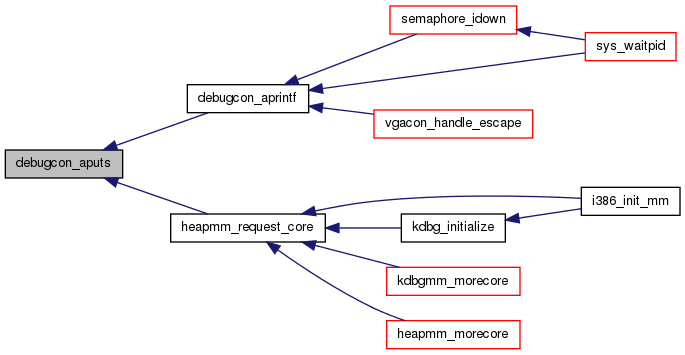 semaphore_idown
sys_waitpid
debugcon_aprintf
vgacon_handle_escape
debugcon_aputs
i386_init_mm
heapmm_request_core
kdbg_initialize
kdbgmm_morecore
heapmm_morecore